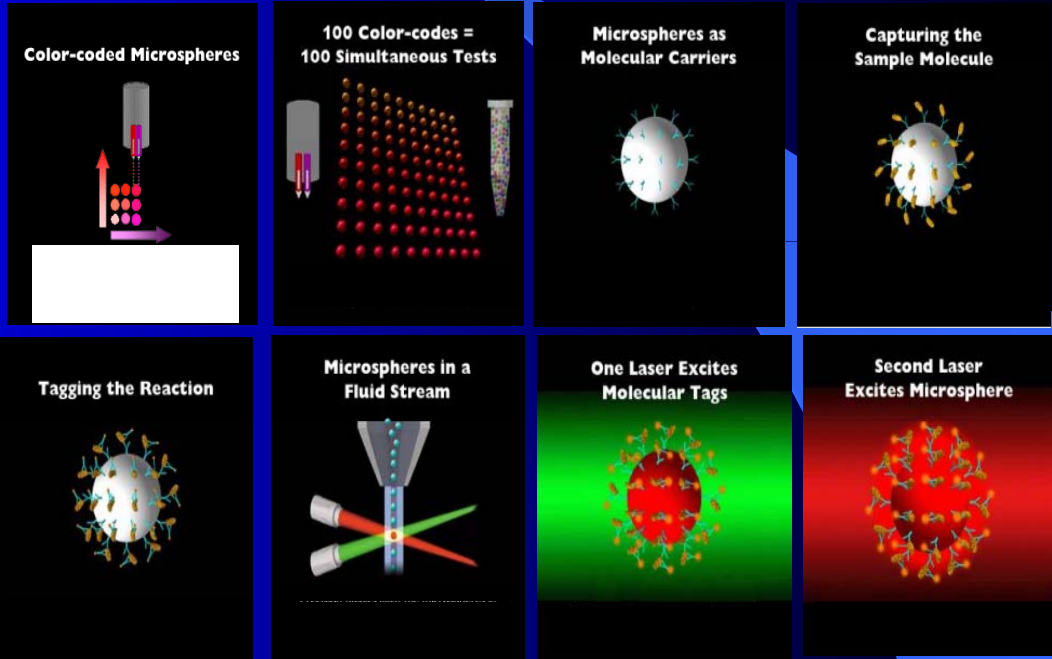 Color-coded Microspheres
100 Color-codes =
100 Simultaneous Tests
Microspheres as
Molecular Carriers
Capturing the
Sample Molecule
Tagging the Reaction
Microspheres in a
Fluid Stream
One Laser Excites
Molecular Tags
Second Laser
Excites Microsphere